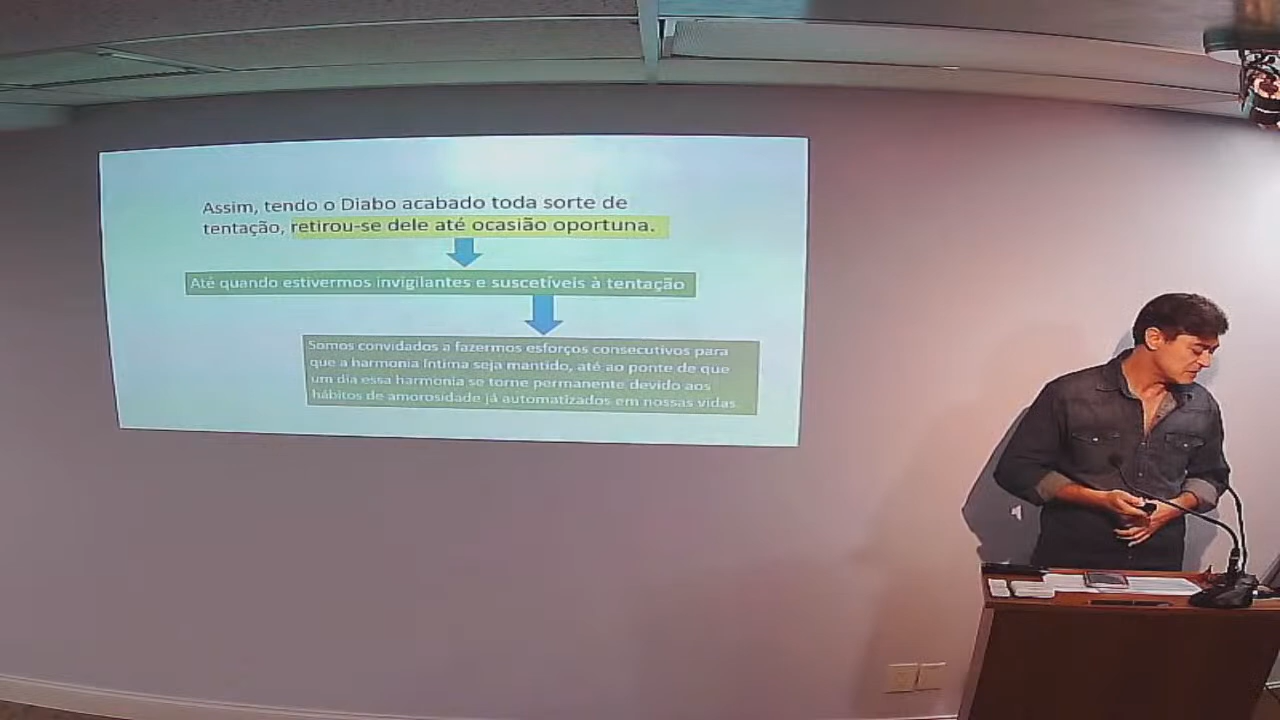 Assim, tendo o Diabo acabado toda sorte de
tentação, retirou-se dele até ocasião oportuna.
Até quando estivermos invigilantes e suscetíveis à tentação
Somos convidados a fazermos esforços consecutivos para
que a harmonia íntima seja mantido, até ao ponte de que
um dia essa harmonia se torne permanente devido aos
hábitos de amorosidade já automatizados em nossas vidas